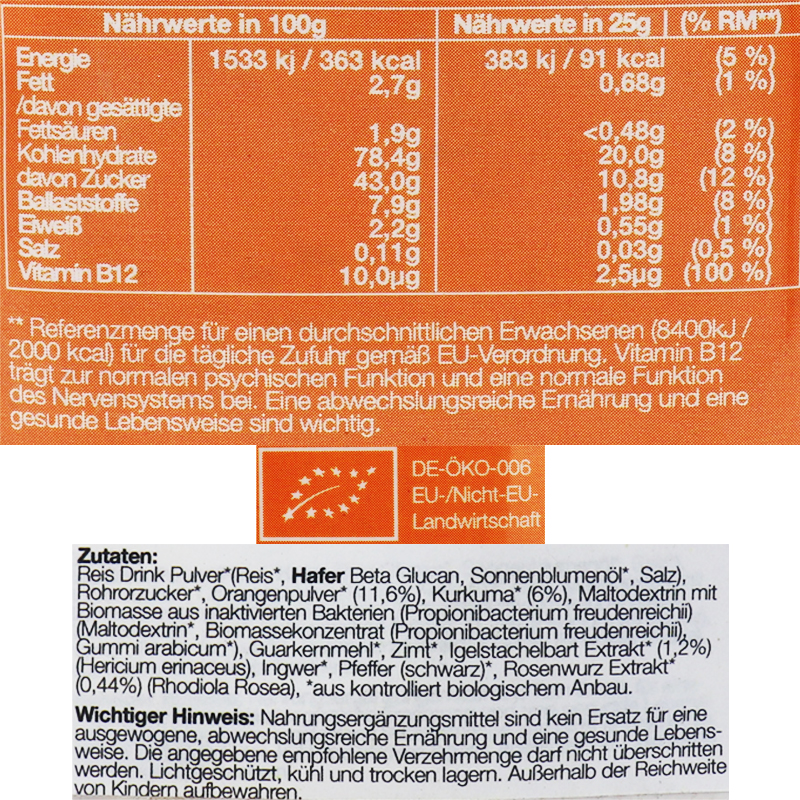 Nährwerte in 100g Nährwerte in 25g | (% RM**)
Energie 1533 kj / 363 kcal 383 kj / 91 kcal (5 %)
Fett 2,7g 0,68g (1 %)
/davon gesättigte
Fettsäuren 1,9g <0,48g (2 %)
Kohlenhydrate 78,4g 20,0g (8 %)
davon Zucker 43,0g 10,8g (12 %)
Ballaststoffe 7,9g 1,98g (8 %)
Eiweiß 2,2g 0,55g (1 %)
Salz 0,11g 0,03g (0,5 %)
Vitamin B12 10,0µg 2,5µg (100 %)
** Referenzmenge für einen durchschnittlichen Erwachsenen (8400kJ /
2000 kcal) für die tägliche Zufuhr gemäß EU-Verordnung. Vitamin B12
trägt zur normalen psychischen Funktion und eine normale Funktion
des Nervensystems bei. Eine abwechslungsreiche Ernährung und eine
gesunde Lebensweise sind wichtig.
DE-ÖKO-006
EU-/Nicht-EU-
Landwirtschaft
Zutaten:
Reis Drink Pulver*(Reis*, Hafer Beta Glucan, Sonnenblumenöl*, Salz),
Rohrorzucker*, Orangenpulver* (11,6%), Kurkuma* (6%), Maltodextrin mit
Biomasse aus inaktivierten Bakterien (Propionibacterium freudenreichii)
(Maltodextrin*, Biomassekonzentrat (Propionibacterium freudenreichii),
Gummi arabicum*), Guarkernmehl*, Zimt*, Igelstachelbart Extrakt* (1,2%)
(Hericium erinaceus), Ingwer*, Pfeffer (schwarz)*, Rosenwurz Extrakt*
(0,44%) (Rhodiola Rosea), *aus kontrolliert biologischem Anbau.
Wichtiger Hinweis: Nahrungsergänzungsmittel sind kein Ersatz für eine
ausgewogene, abwechslungsreiche Ernährung und eine gesunde Lebens-
weise. Die angegebene empfohlene Verzehrmenge darf nicht überschritten
werden. Lichtgeschützt, kühl und trocken lagern. Außerhalb der Reichweite
von Kindern aufbewahren.